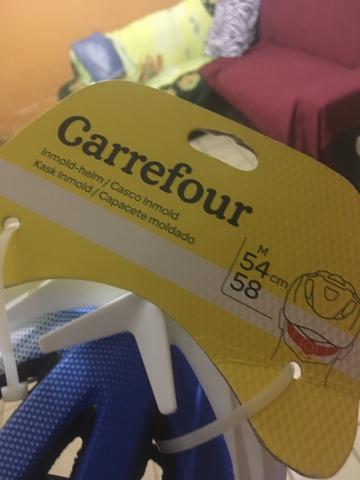 Carrefour
Inmold-helm / Casco Inmold
Kask Inmold / Capacete moldado
M
54 cm
58